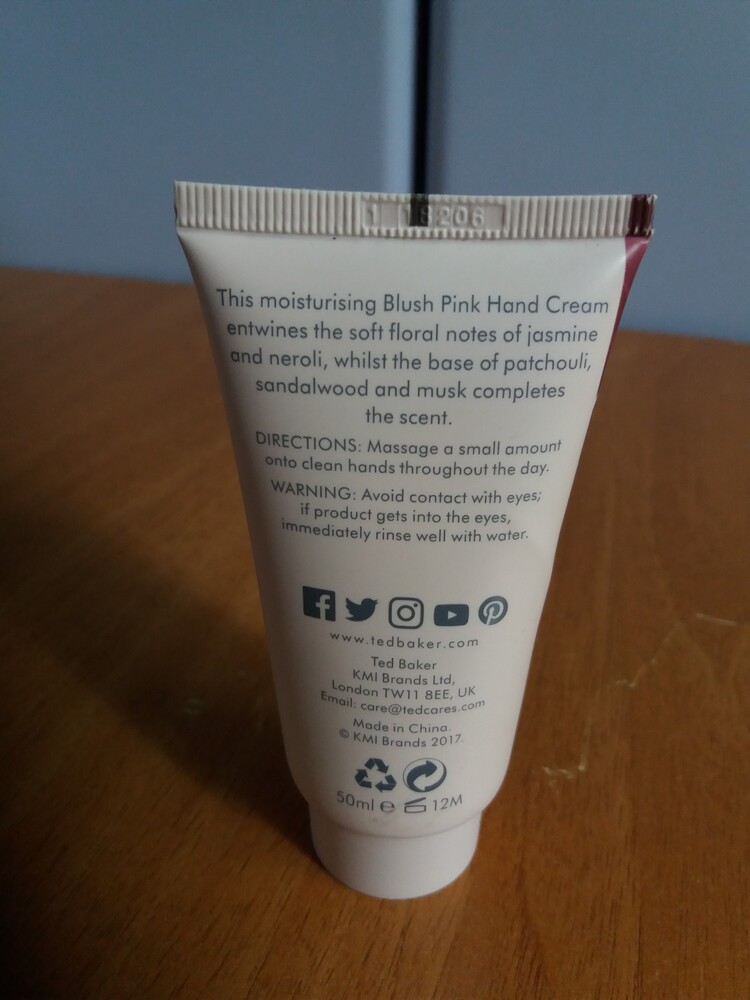 1 18206
This moisturising Blush Pink Hand Cream
entwines the soft floral notes of jasmine
and neroli, whilst the base of patchouli,
sandalwood and musk completes
the scent.
DIRECTIONS: Massage a small amount
onto clean hands throughout the day.
WARNING: Avoid contact with eyes;
if product gets into the eyes,
immediately rinse well with water.
www.tedbaker.com
Ted Baker
KMI Brands Ltd,
London TW11 8EE, UK
Email: care@tedcares.com
Made in China.
© KMI Brands 2017.
50ml ℮ 12M